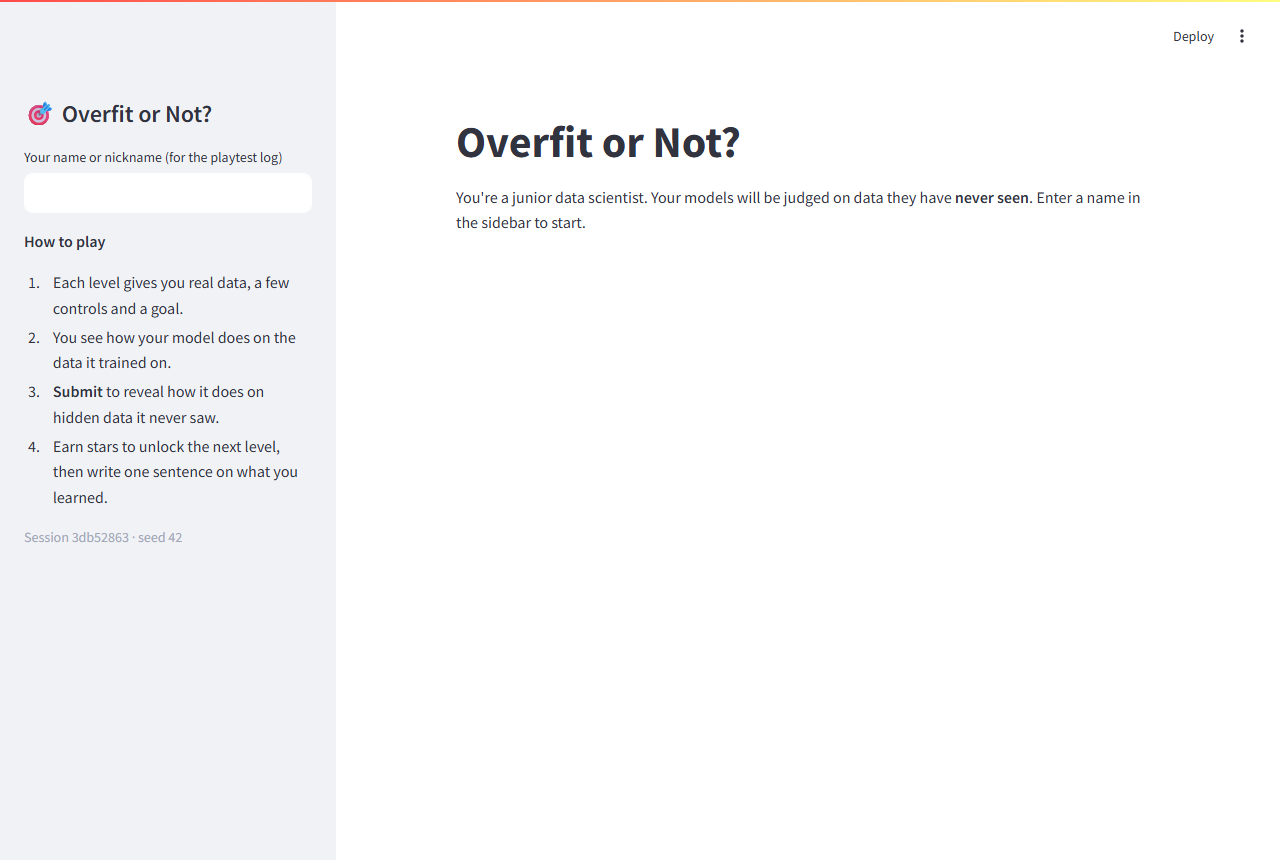 Deploy
Overfit or Not?
Your name or nickname (for the playtest log)
How to play
1. Each level gives you real data, a few
controls and a goal.
2. You see how your model does on the
data it trained on.
3. Submit to reveal how it does on
hidden data it never saw.
4. Earn stars to unlock the next level,
then write one sentence on what you
learned.
Session 3db52863 · seed 42
Overfit or Not?
You're a junior data scientist. Your models will be judged on data they have never seen. Enter a name in
the sidebar to start.